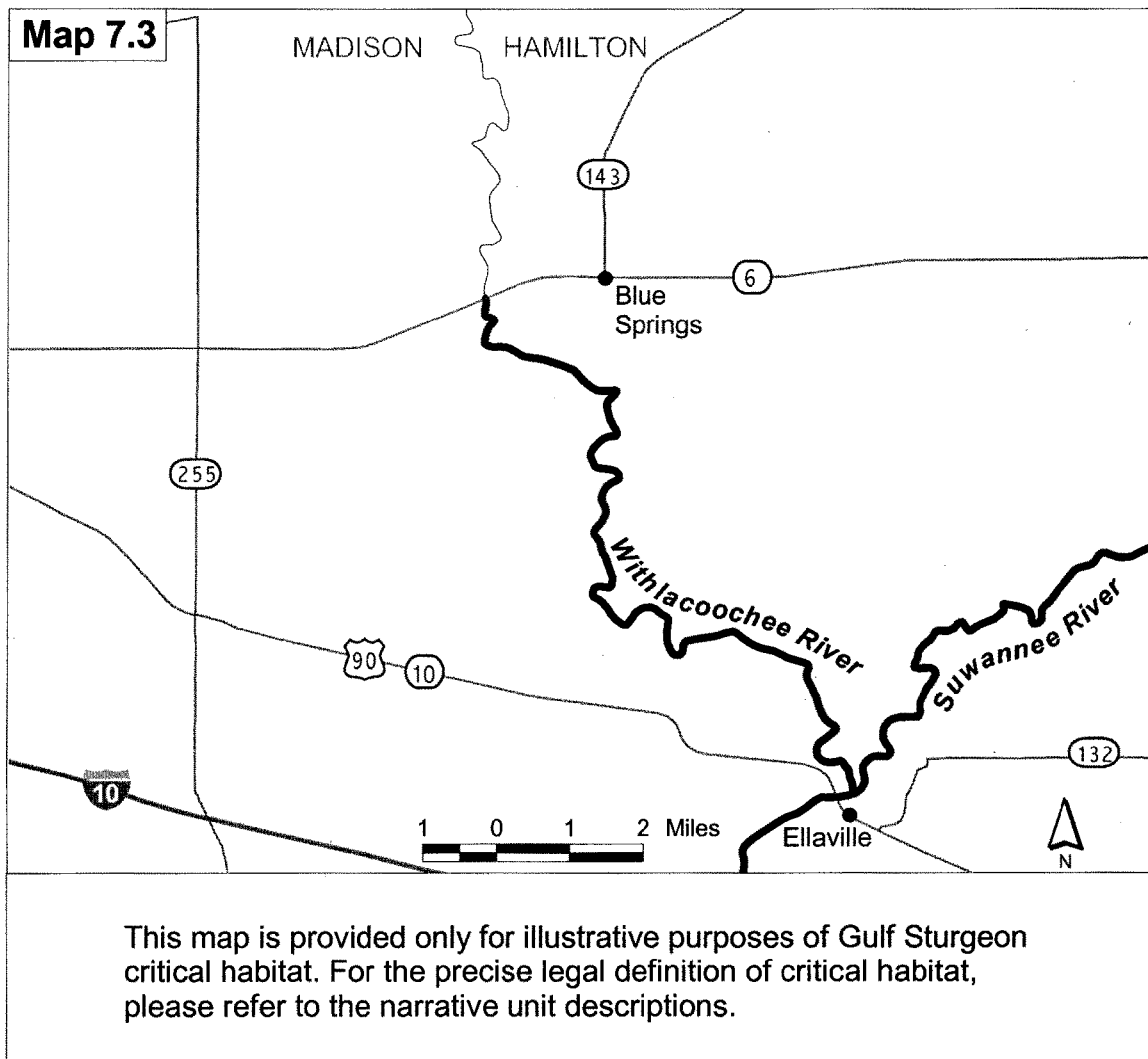 Map 7.3
MADISON
HAMILTON
143
6
Blue
Springs
255
Withlacoochee River
Suwannee River
90
10
132
10
1 0 1 2 Miles
Ellaville
N
This map is provided only for illustrative purposes of Gulf Sturgeon
critical habitat. For the precise legal definition of critical habitat,
please refer to the narrative unit descriptions.